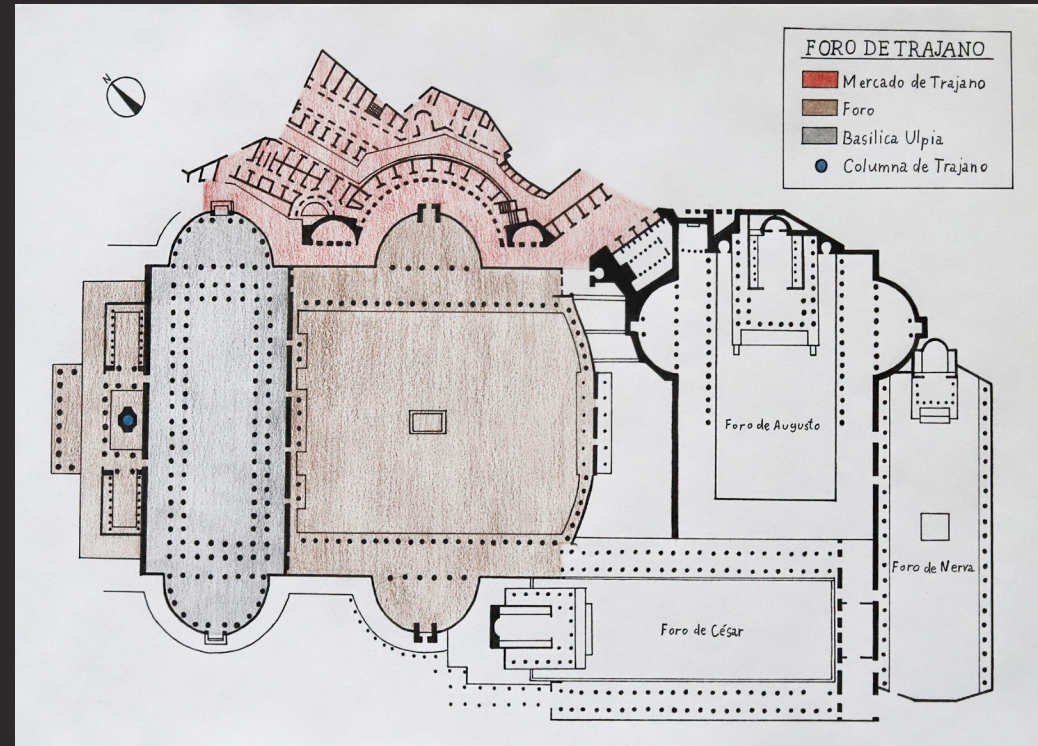 N
FORO DE TRAJANO
Mercado de Trajano
Foro
Basilica Ulpia
Columna de Trajano
Foro de Augusto
Foro de Nerva
Foro de César